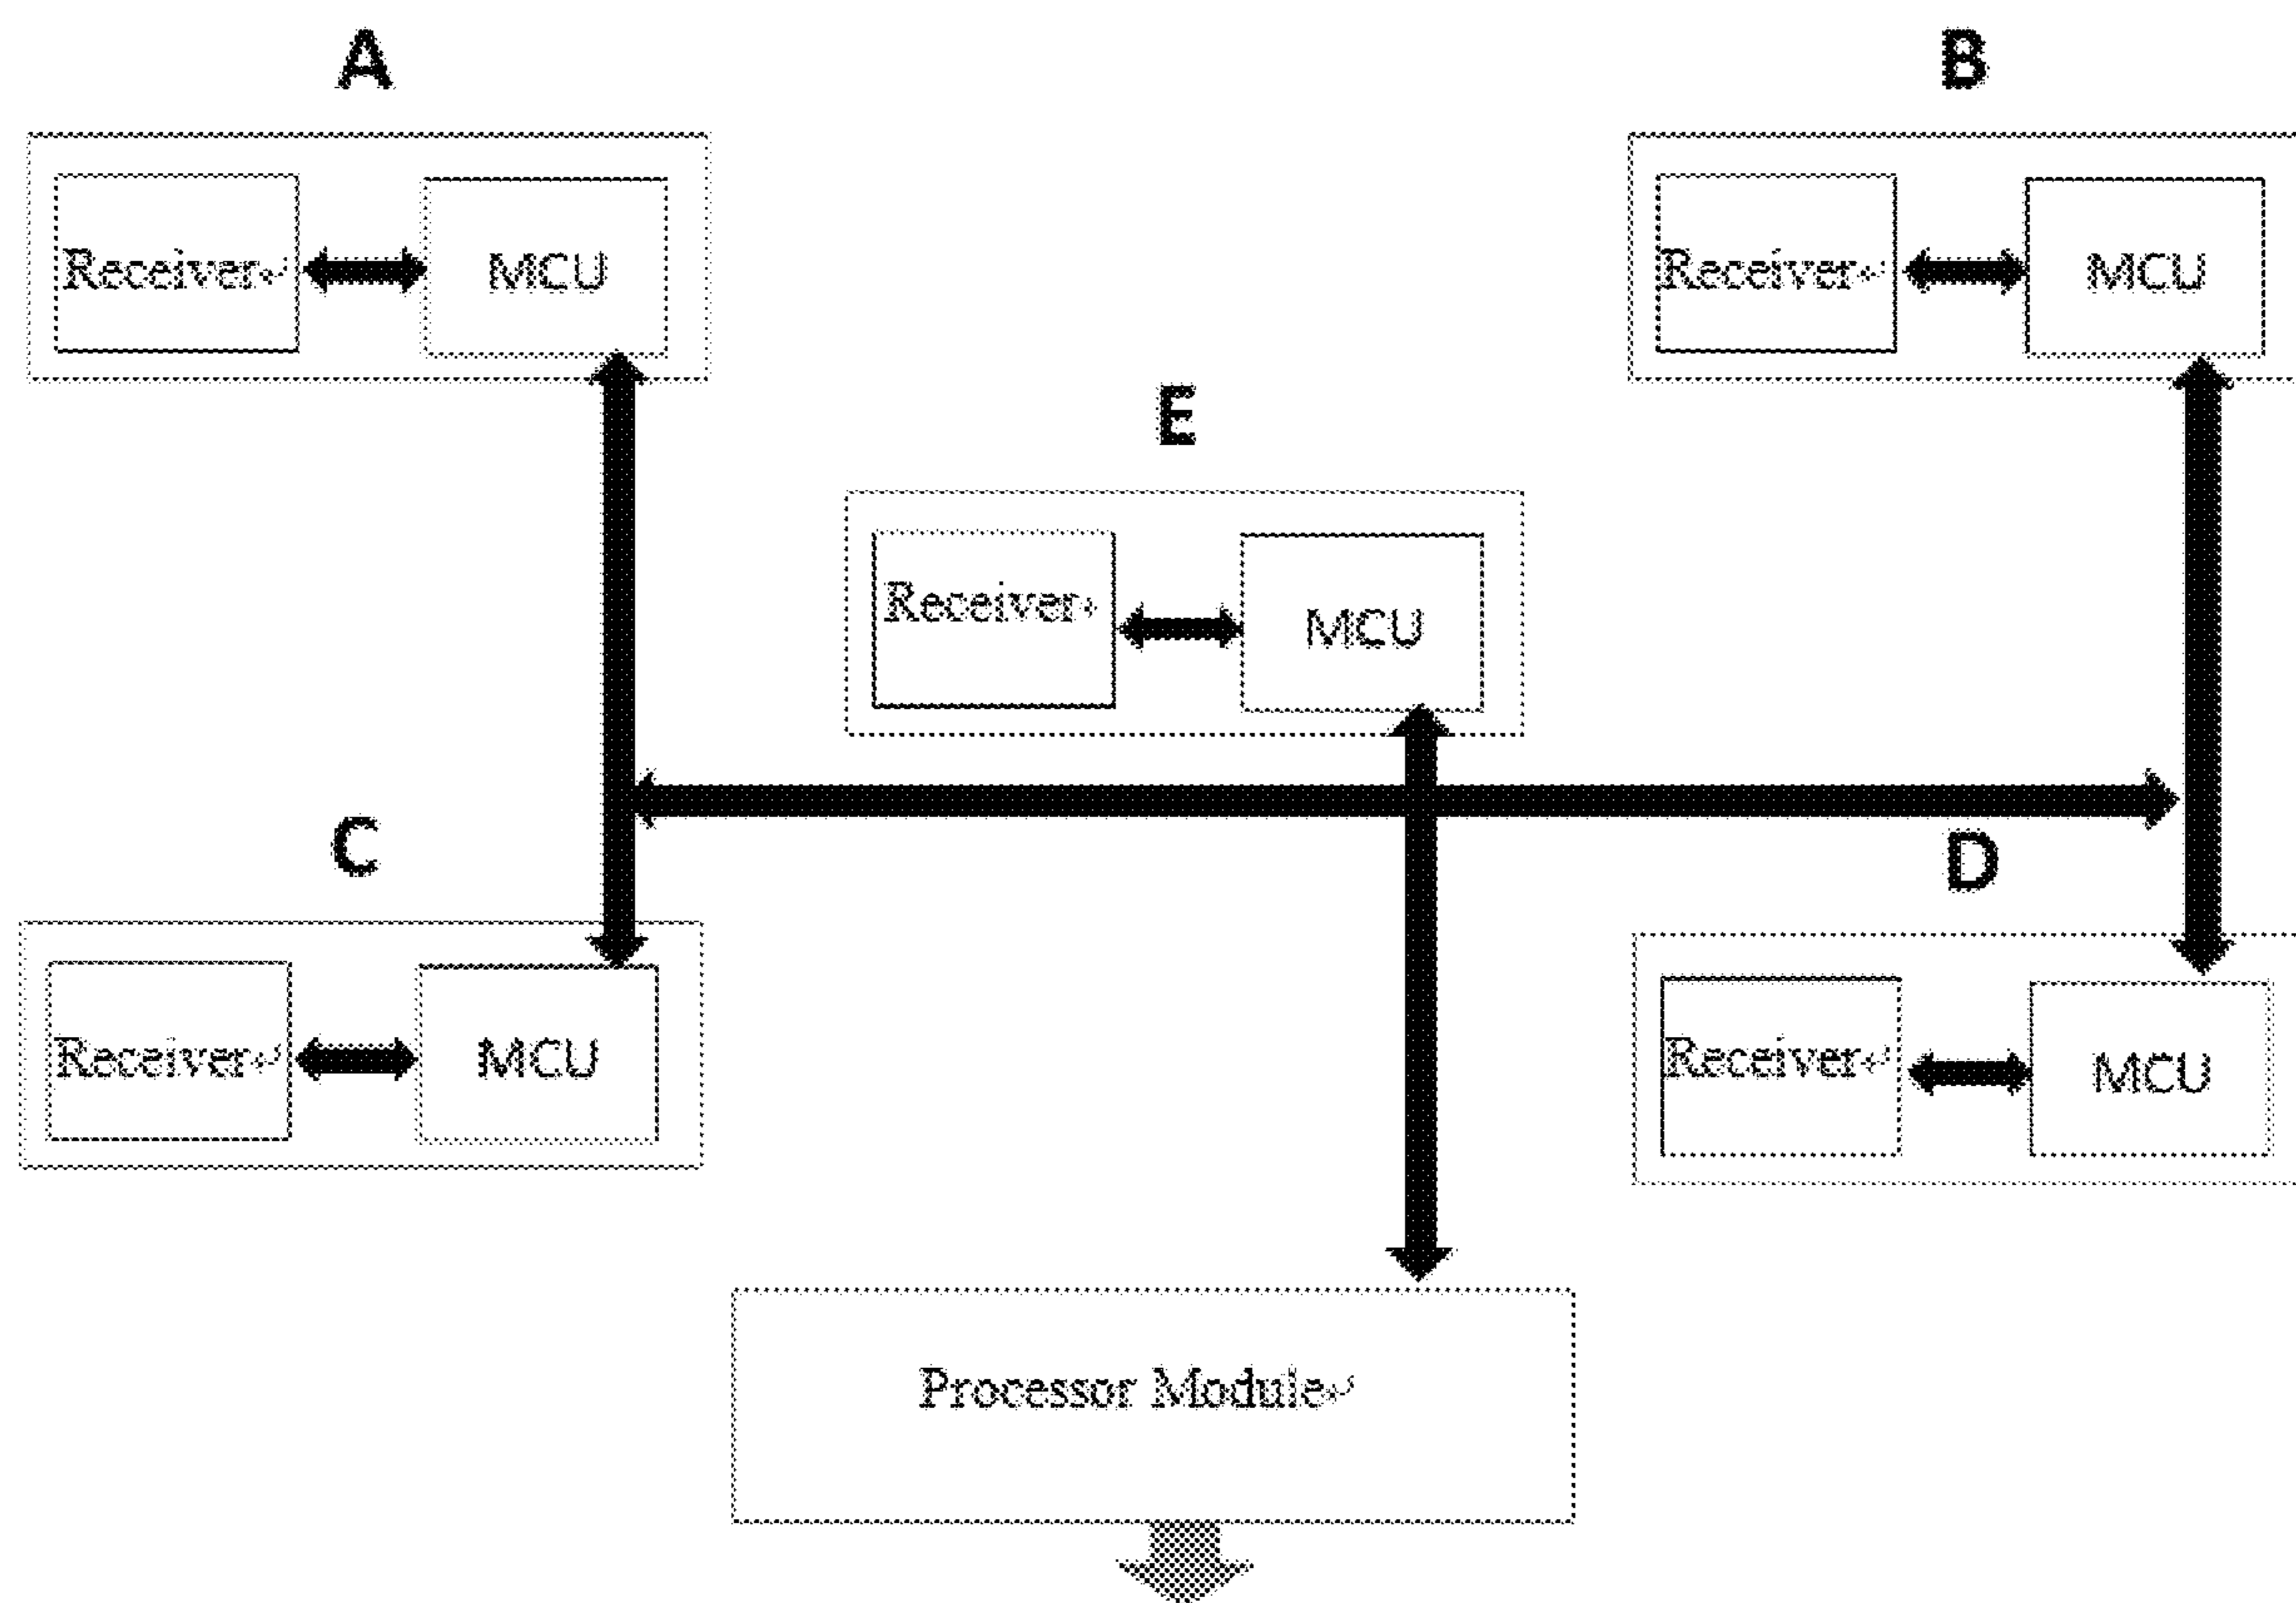 A
B
Receiver↵
MCU
Receiver↵
MCU
E
Receiver↵
MCU
C
D
Receiver↵
MCU
Receiver↵
MCU
Processor Module↵